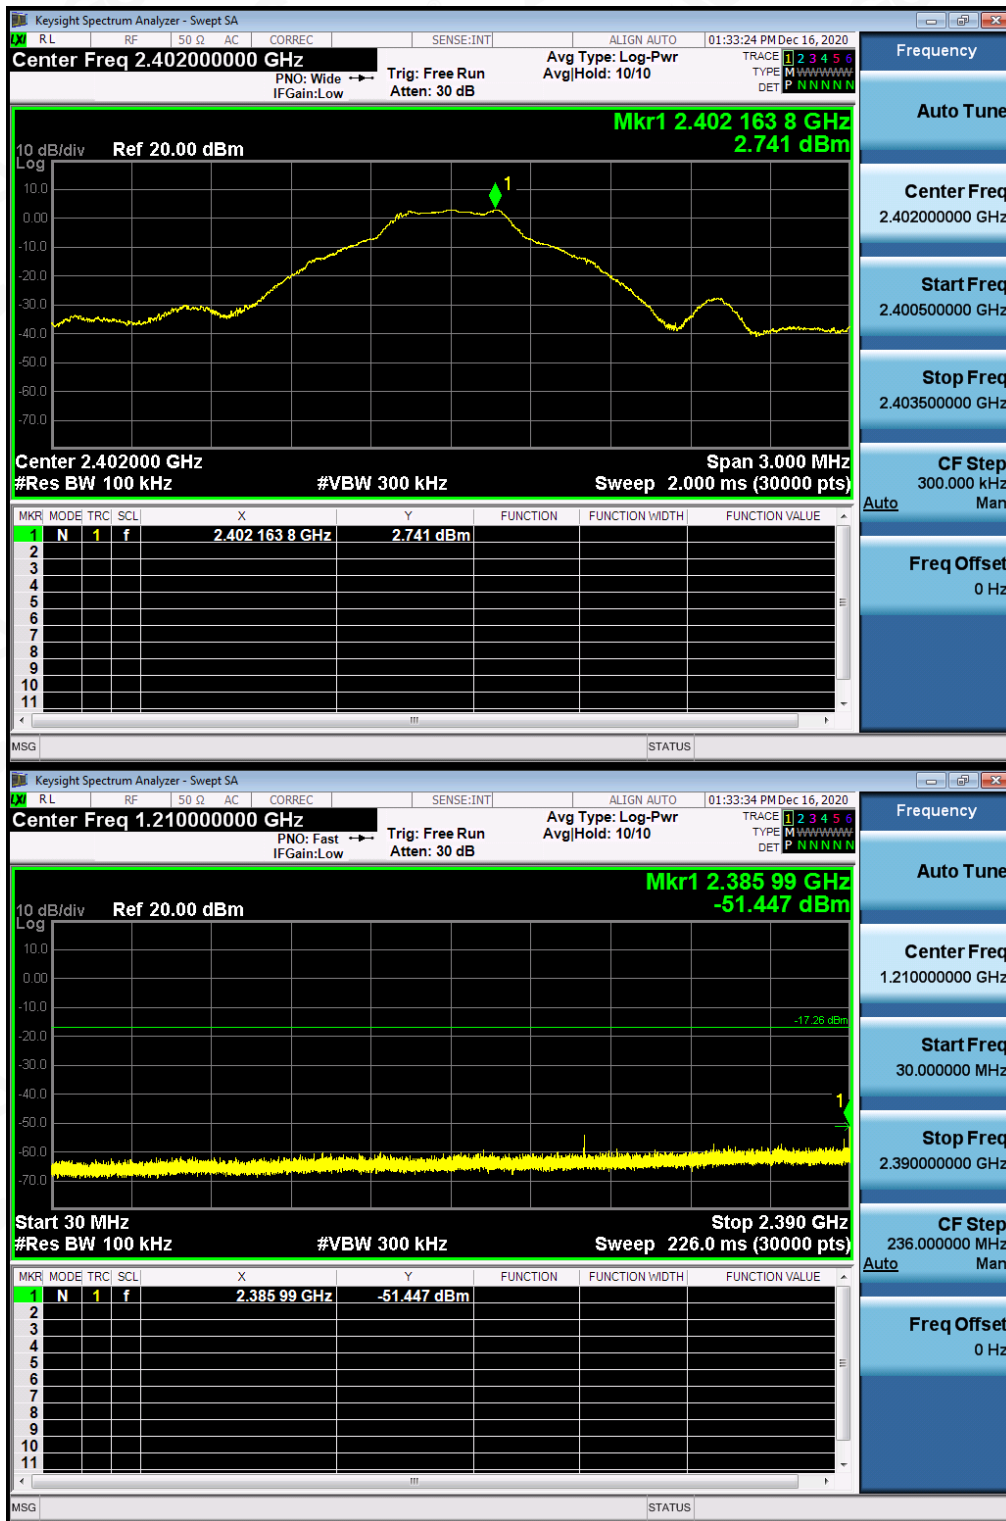 Keysight Spectrum Analyzer - Swept SA
LXI RL RF 50 Ω AC CORREC SENSE:INT ALIGN AUTO 01:33:24 PM Dec 16, 2020
Center Freq 2.402000000 GHz Avg Type: Log-Pwr TRACE 1 2 3 4 5 6
PNO: Wide Trig: Free Run Avg|Hold: 10/10 TYPE M WWWWW
IFGain:Low Atten: 30 dB DET P N N N N N
Mkr1 2.402 163 8 GHz
2.741 dBm
10 dB/div Ref 20.00 dBm
Log
10.0
1
0.00
-10.0
-20.0
-30.0
-40.0
-50.0
-60.0
-70.0
Center 2.402000 GHz Span 3.000 MHz
#Res BW 100 kHz #VBW 300 kHz Sweep 2.000 ms (30000 pts)
MKR MODE TRC SCL X Y FUNCTION FUNCTION WIDTH FUNCTION VALUE
1 N 1 f 2.402 163 8 GHz 2.741 dBm
2
3
4
5
6
7
8
9
10
11
MSG STATUS
Frequency
Auto Tune
Center Freq
2.402000000 GHz
Start Freq
2.400500000 GHz
Stop Freq
2.403500000 GHz
CF Step
300.000 kHz
Auto Man
Freq Offset
0 Hz
Keysight Spectrum Analyzer - Swept SA
LXI RL RF 50 Ω AC CORREC SENSE:INT ALIGN AUTO 01:33:34 PM Dec 16, 2020
Center Freq 1.210000000 GHz Avg Type: Log-Pwr TRACE 1 2 3 4 5 6
PNO: Fast Trig: Free Run Avg|Hold: 10/10 TYPE M WWWWW
IFGain:Low Atten: 30 dB DET P N N N N N
Mkr1 2.385 99 GHz
-51.447 dBm
10 dB/div Ref 20.00 dBm
Log
10.0
0.00
-10.0
-17.26 dBm
-20.0
-30.0
-40.0
1
-50.0
-60.0
-70.0
Start 30 MHz Stop 2.390 GHz
#Res BW 100 kHz #VBW 300 kHz Sweep 226.0 ms (30000 pts)
MKR MODE TRC SCL X Y FUNCTION FUNCTION WIDTH FUNCTION VALUE
1 N 1 f 2.385 99 GHz -51.447 dBm
2
3
4
5
6
7
8
9
10
11
MSG STATUS
Frequency
Auto Tune
Center Freq
1.210000000 GHz
Start Freq
30.000000 MHz
Stop Freq
2.390000000 GHz
CF Step
236.000000 MHz
Auto Man
Freq Offset
0 Hz